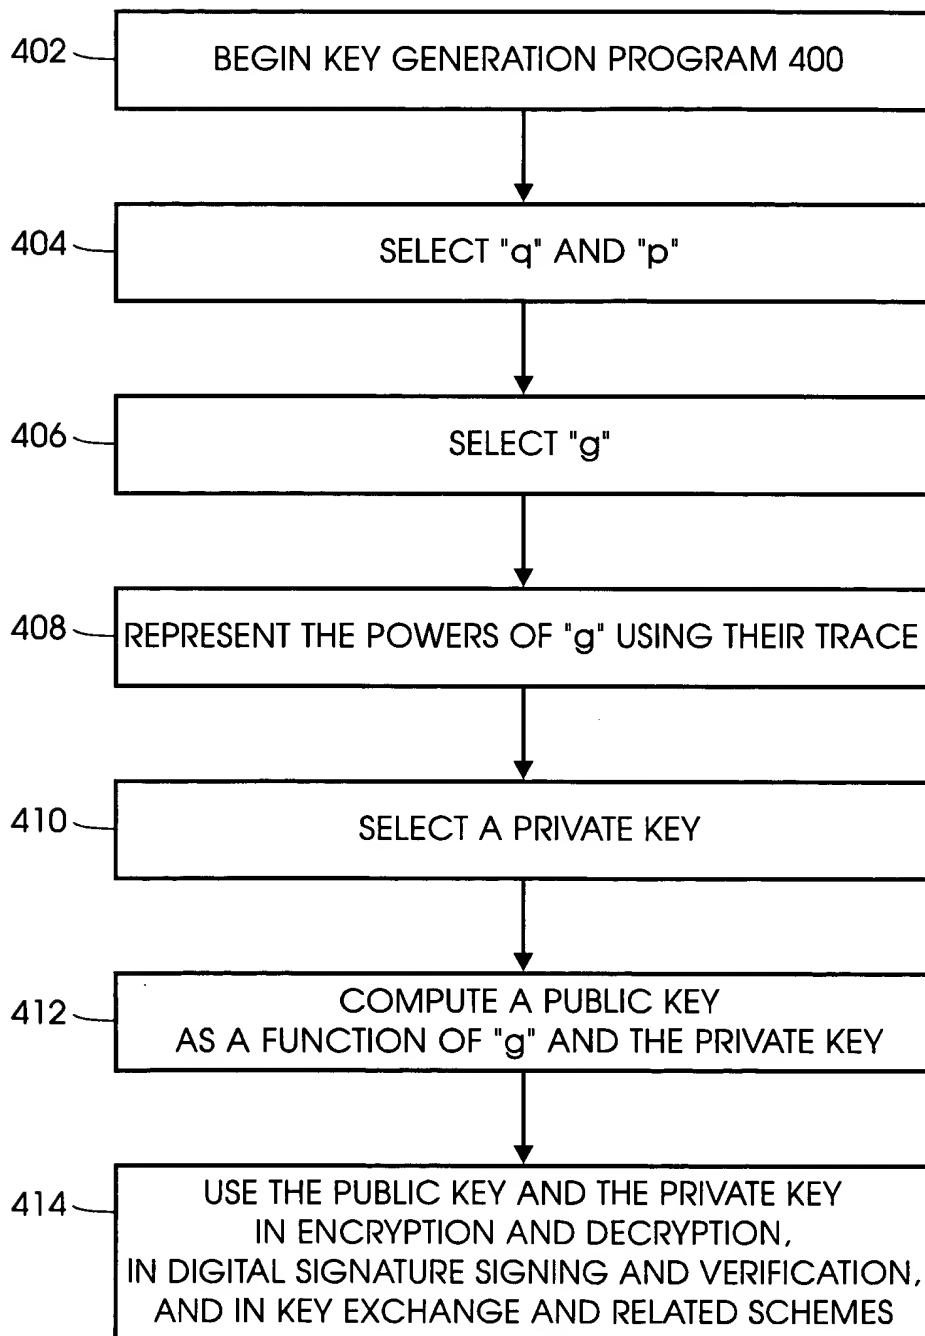 402
BEGIN KEY GENERATION PROGRAM 400
404
SELECT "q" AND "p"
406
SELECT "g"
408
REPRESENT THE POWERS OF "g" USING THEIR TRACE
410
SELECT A PRIVATE KEY
412
COMPUTE A PUBLIC KEY
AS A FUNCTION OF "g" AND THE PRIVATE KEY
414
USE THE PUBLIC KEY AND THE PRIVATE KEY
IN ENCRYPTION AND DECRYPTION,
IN DIGITAL SIGNATURE SIGNING AND VERIFICATION,
AND IN KEY EXCHANGE AND RELATED SCHEMES